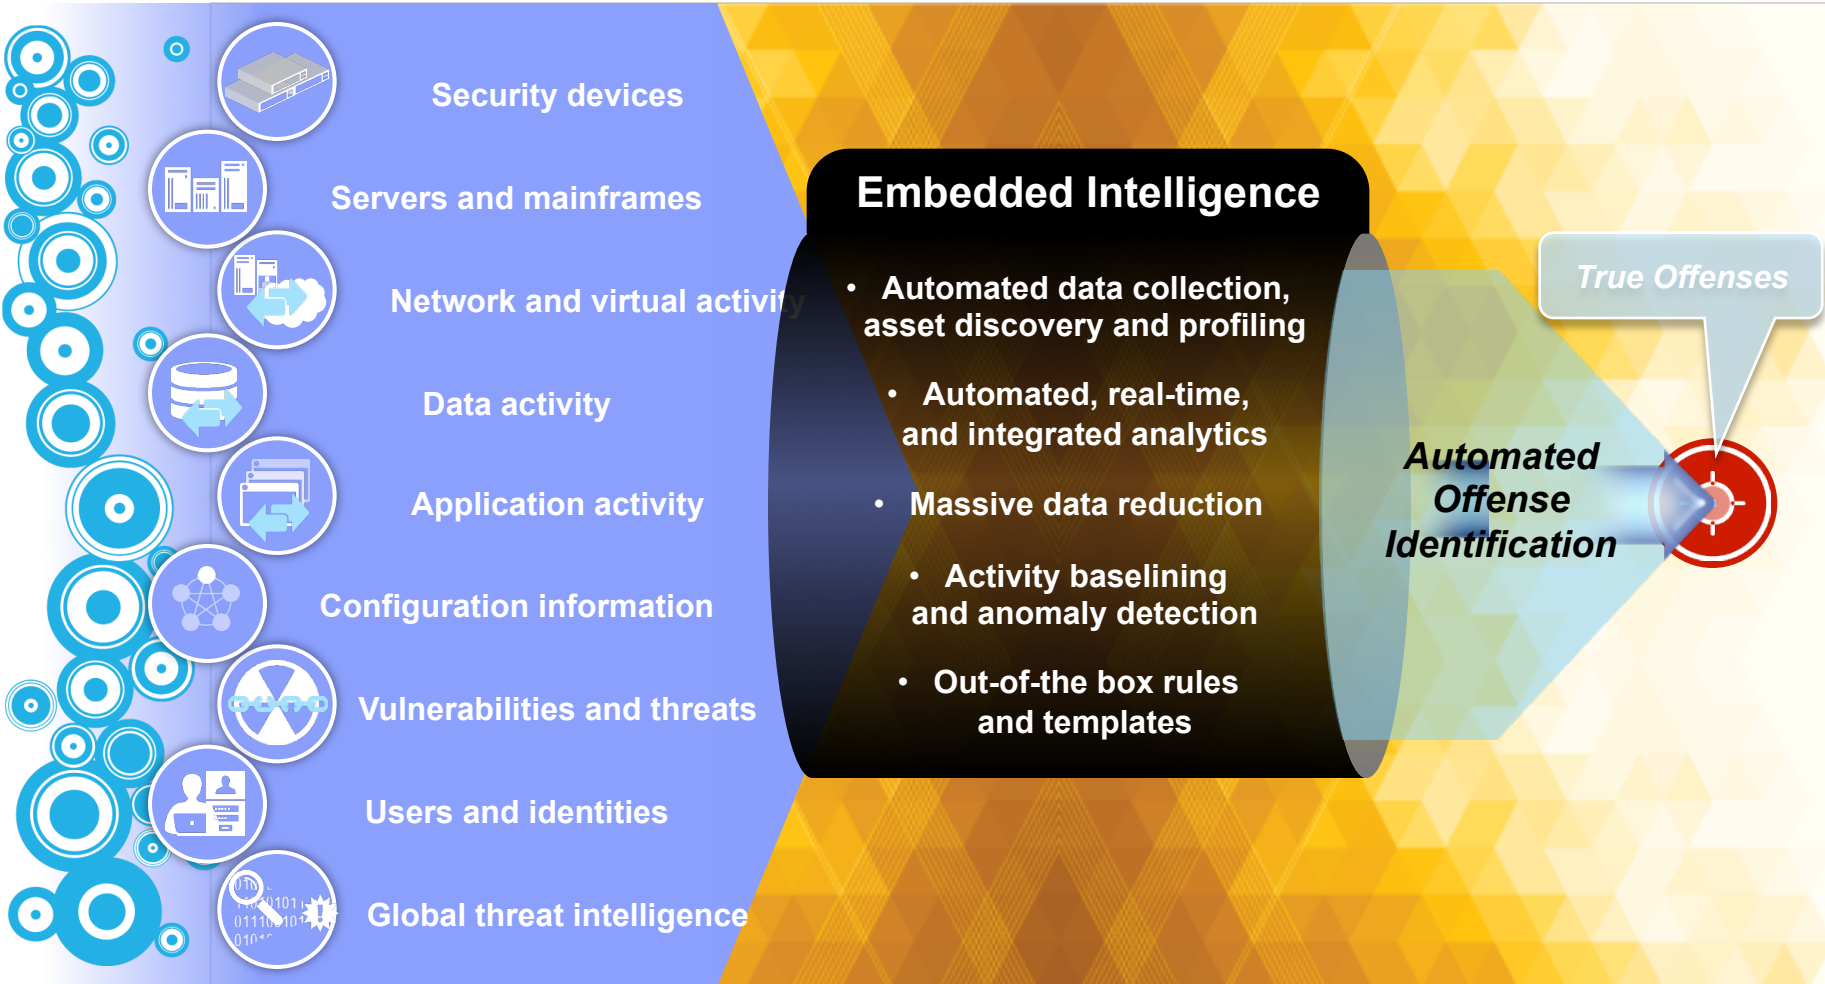 Security devices
Servers and mainframes
Network and virtual activity
Data activity
Application activity
Configuration information
Vulnerabilities and threats
Users and identities
Global threat intelligence
Embedded Intelligence
• Automated data collection,
asset discovery and profiling
• Automated, real-time,
and integrated analytics
• Massive data reduction
• Activity baselining
and anomaly detection
• Out-of-the box rules
and templates
Automated
Offense
Identification
True Offenses